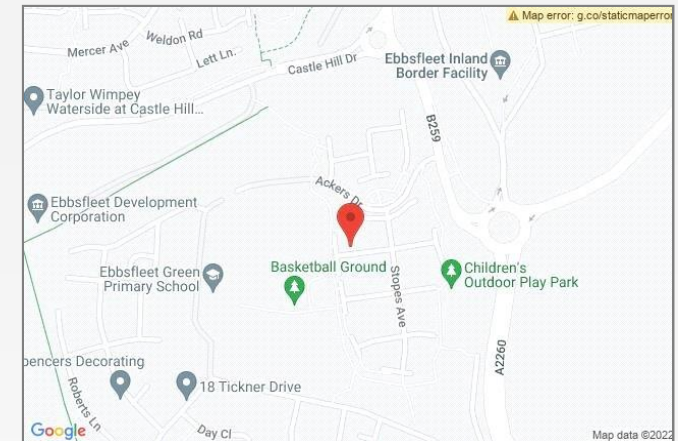 Map error: g.co/staticmaperror
Weldon Rd
Mercer Ave
Lett Ln.
Castle Hill Dr
Ebbsfleet Inland
Border Facility
Taylor Wimpey
Waterside at Castle Hill...
B259
Ackers Dr
Ebbsfleet Development
Corporation
Ebbsfleet Green
Primary School
Basketball Ground
Children's
Outdoor Play Park
Stopes Ave
A2260
pencers Decorating
18 Tickner Drive
Roberts Ln
Day Cl
Google
Map data ©2022